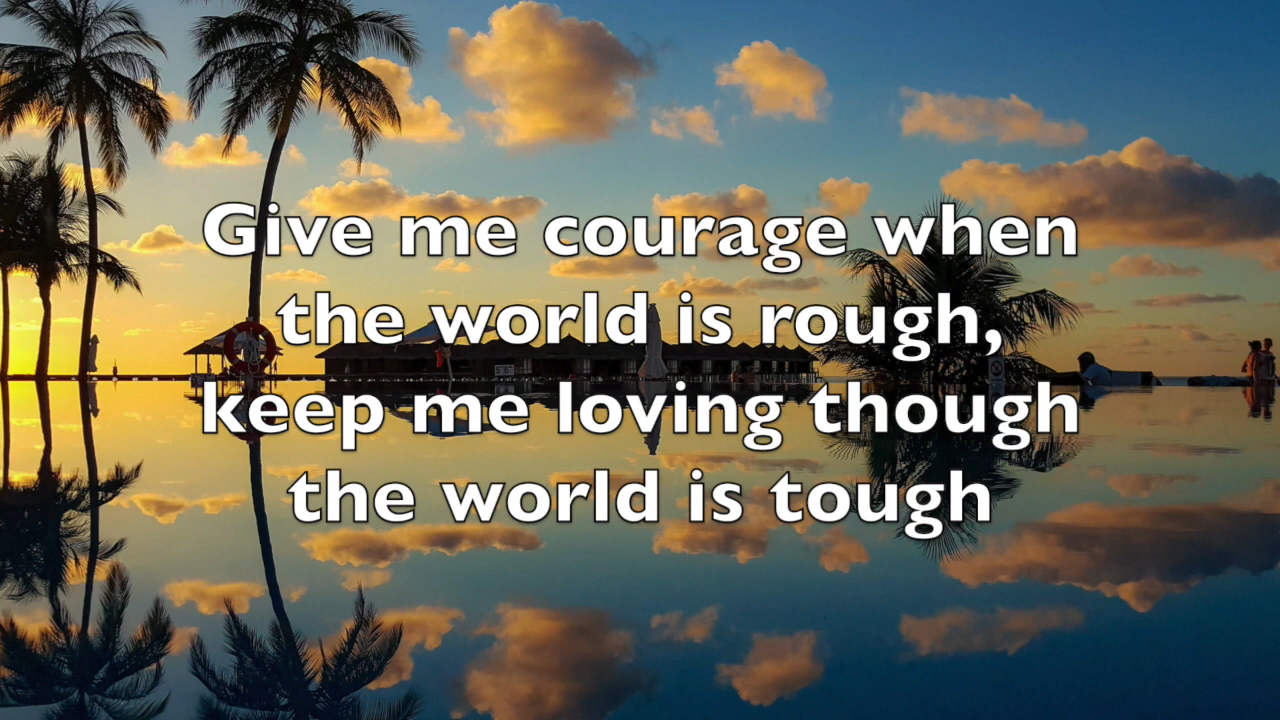 Give me courage when
the world is rough,
keep me loving though
the world is tough